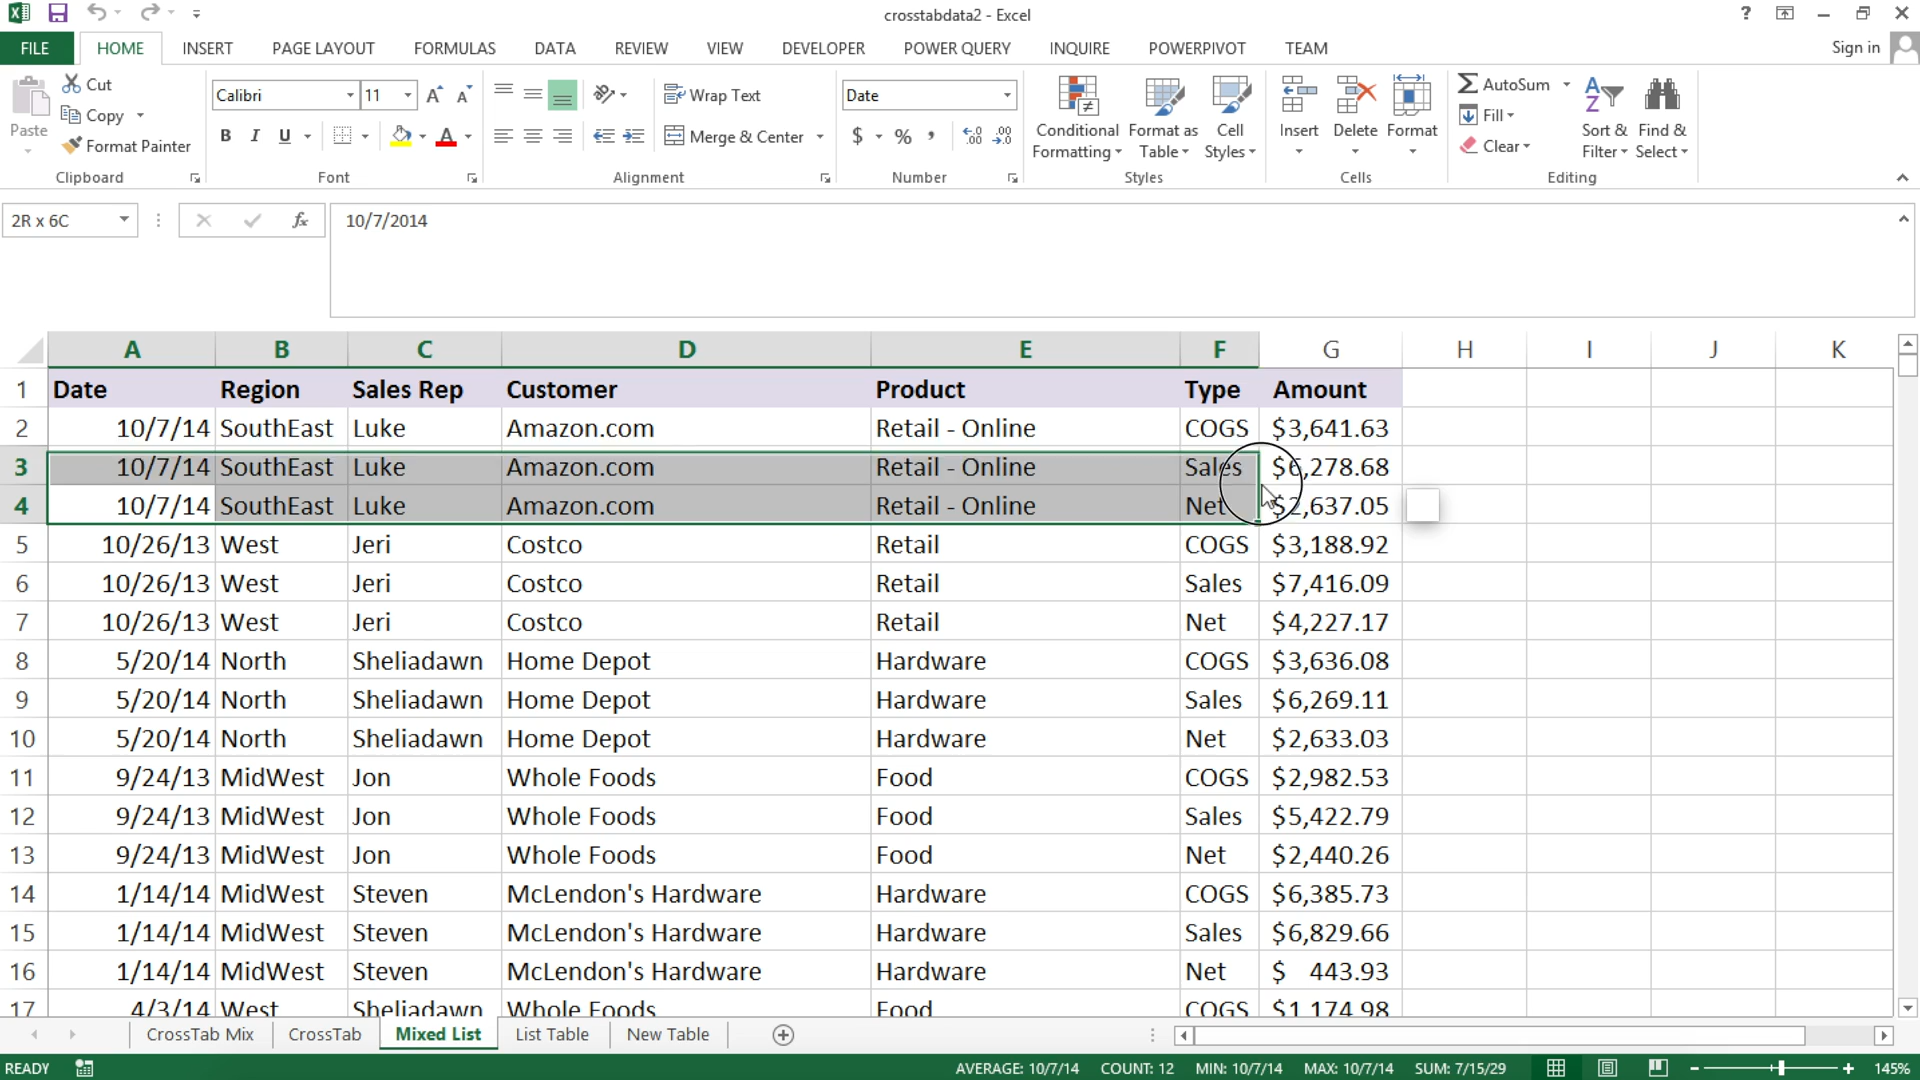 crosstabdata2 - Excel
FILE HOME INSERT PAGE LAYOUT FORMULAS DATA REVIEW VIEW DEVELOPER POWER QUERY INQUIRE POWERPIVOT TEAM Sign in
Paste Cut Copy Format Painter Clipboard
Calibri 11 B I U A Font
Wrap Text Merge & Center Alignment
Date $ % , Number
Conditional Formatting Format as Table Cell Styles Styles
Insert Delete Format Cells
AutoSum Fill Clear Sort & Filter Find & Select Editing
2R x 6C fx 10/7/2014
A B C D E F G H I J K
1 Date Region Sales Rep Customer Product Type Amount
2 10/7/14 SouthEast Luke Amazon.com Retail - Online COGS $3,641.63
3 10/7/14 SouthEast Luke Amazon.com Retail - Online Sales $6,278.68
4 10/7/14 SouthEast Luke Amazon.com Retail - Online Net $2,637.05
5 10/26/13 West Jeri Costco Retail COGS $3,188.92
6 10/26/13 West Jeri Costco Retail Sales $7,416.09
7 10/26/13 West Jeri Costco Retail Net $4,227.17
8 5/20/14 North Sheliadawn Home Depot Hardware COGS $3,636.08
9 5/20/14 North Sheliadawn Home Depot Hardware Sales $6,269.11
10 5/20/14 North Sheliadawn Home Depot Hardware Net $2,633.03
11 9/24/13 MidWest Jon Whole Foods Food COGS $2,982.53
12 9/24/13 MidWest Jon Whole Foods Food Sales $5,422.79
13 9/24/13 MidWest Jon Whole Foods Food Net $2,440.26
14 1/14/14 MidWest Steven McLendon's Hardware Hardware COGS $6,385.73
15 1/14/14 MidWest Steven McLendon's Hardware Hardware Sales $6,829.66
16 1/14/14 MidWest Steven McLendon's Hardware Hardware Net $ 443.93
17 4/3/14 West Sheliadawn Whole Foods Food COGS $1,174.98
CrossTab Mix CrossTab Mixed List List Table New Table
READY AVERAGE: 10/7/14 COUNT: 12 MIN: 10/7/14 MAX: 10/7/14 SUM: 7/15/29 145%